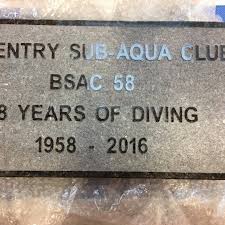 ENTRY SUB-AQUA CLUB
BSAC 58
8 YEARS OF DIVING
1958 - 2016